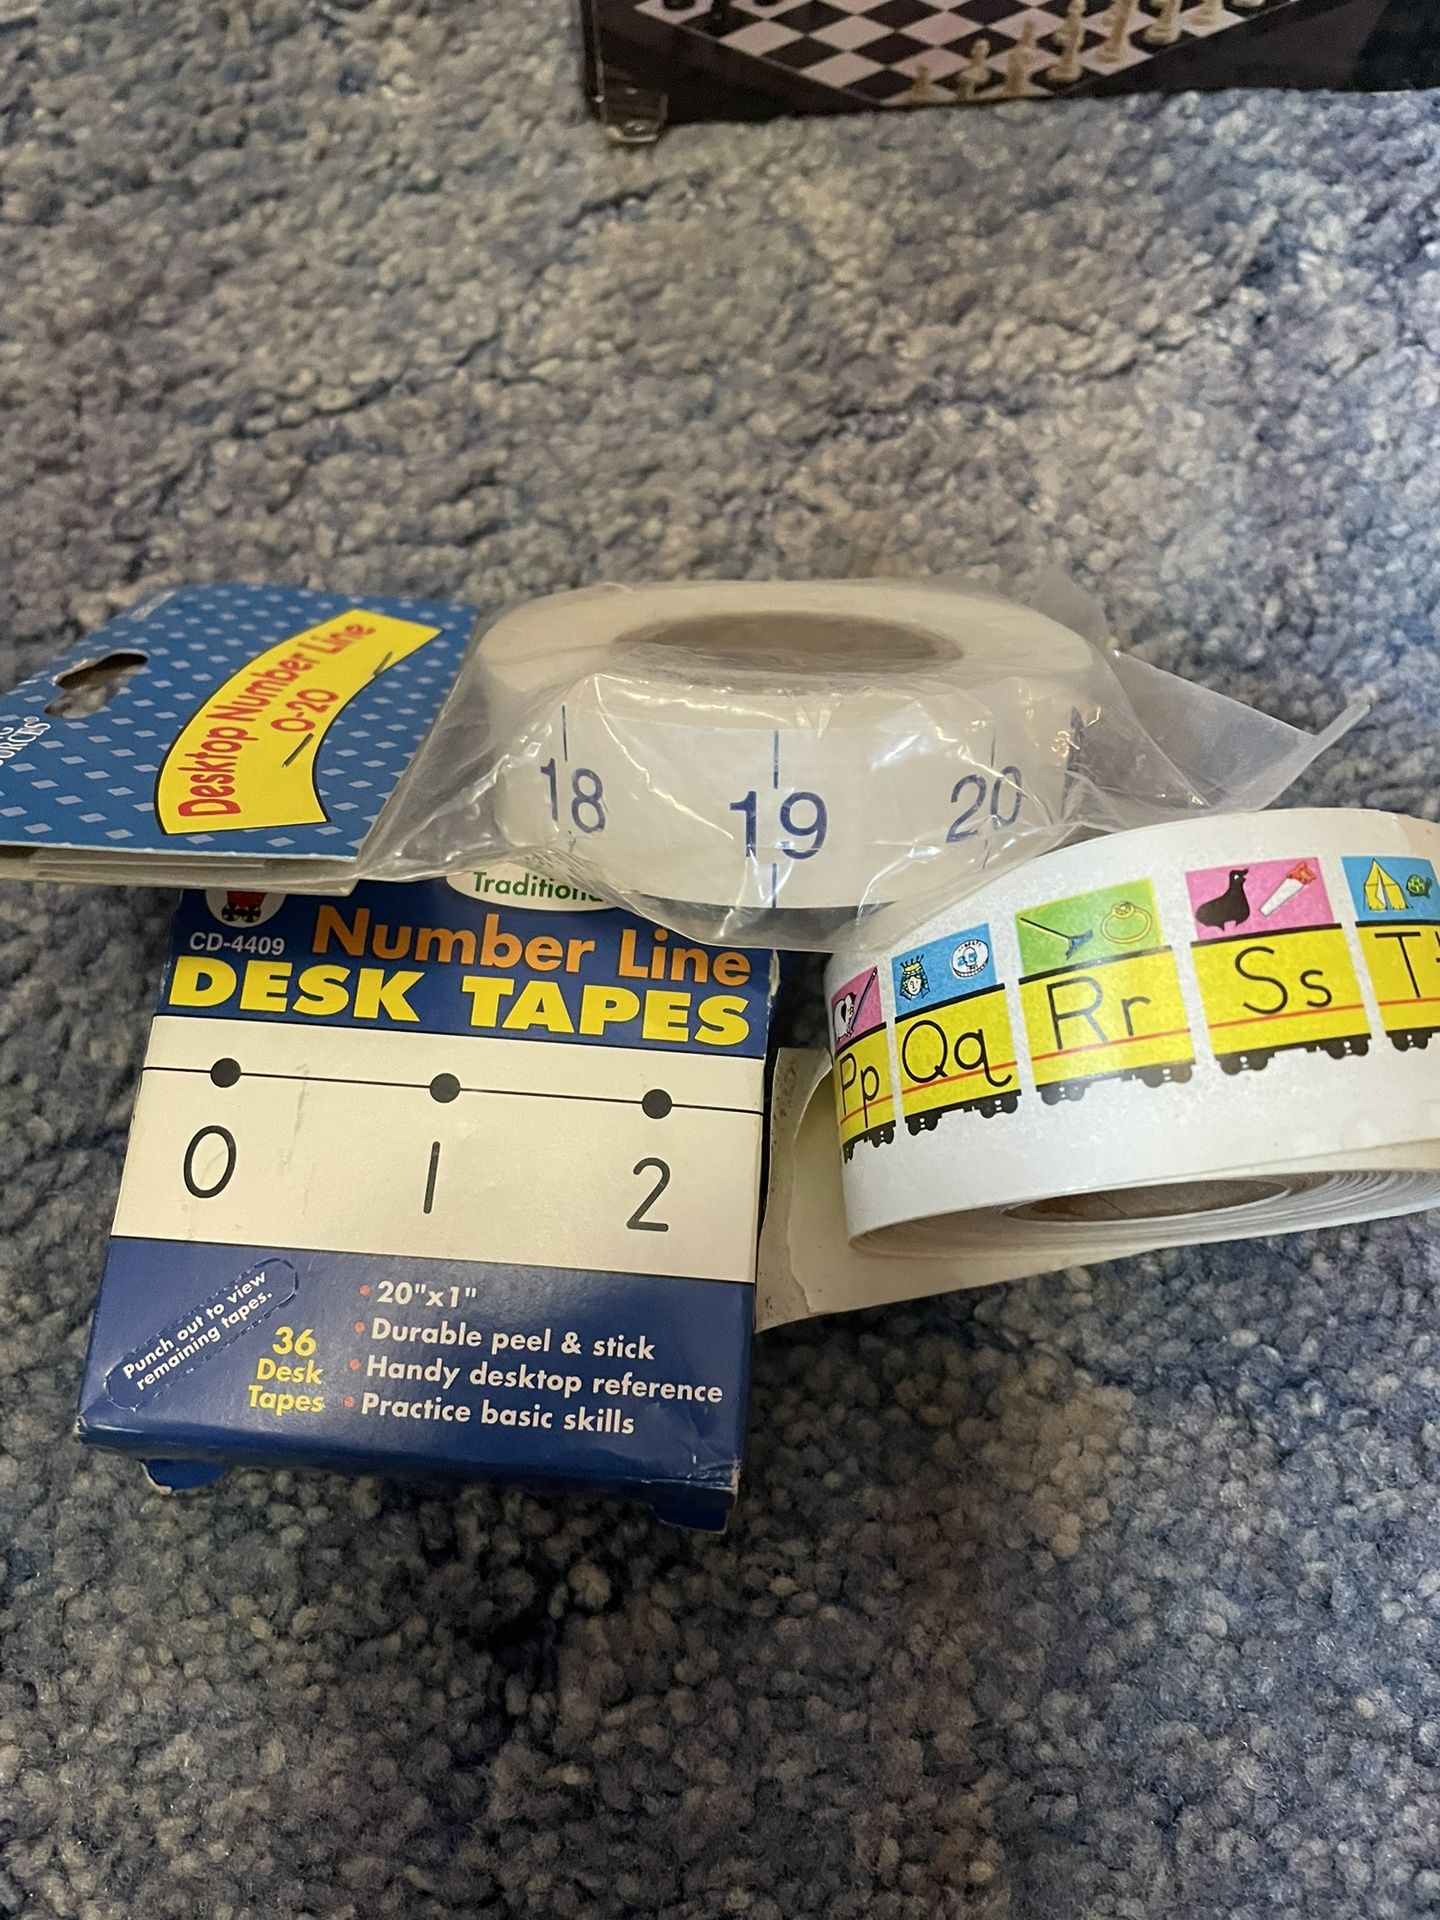 Desktop Number Line
0-20
18 19 20
Traditional
CD-4409
Number Line
DESK TAPES
0 1 2
Punch out to view
remaining tapes.
36
Desk
Tapes
• 20"x1"
• Durable peel & stick
• Handy desktop reference
• Practice basic skills
Pp Qq Rr Ss